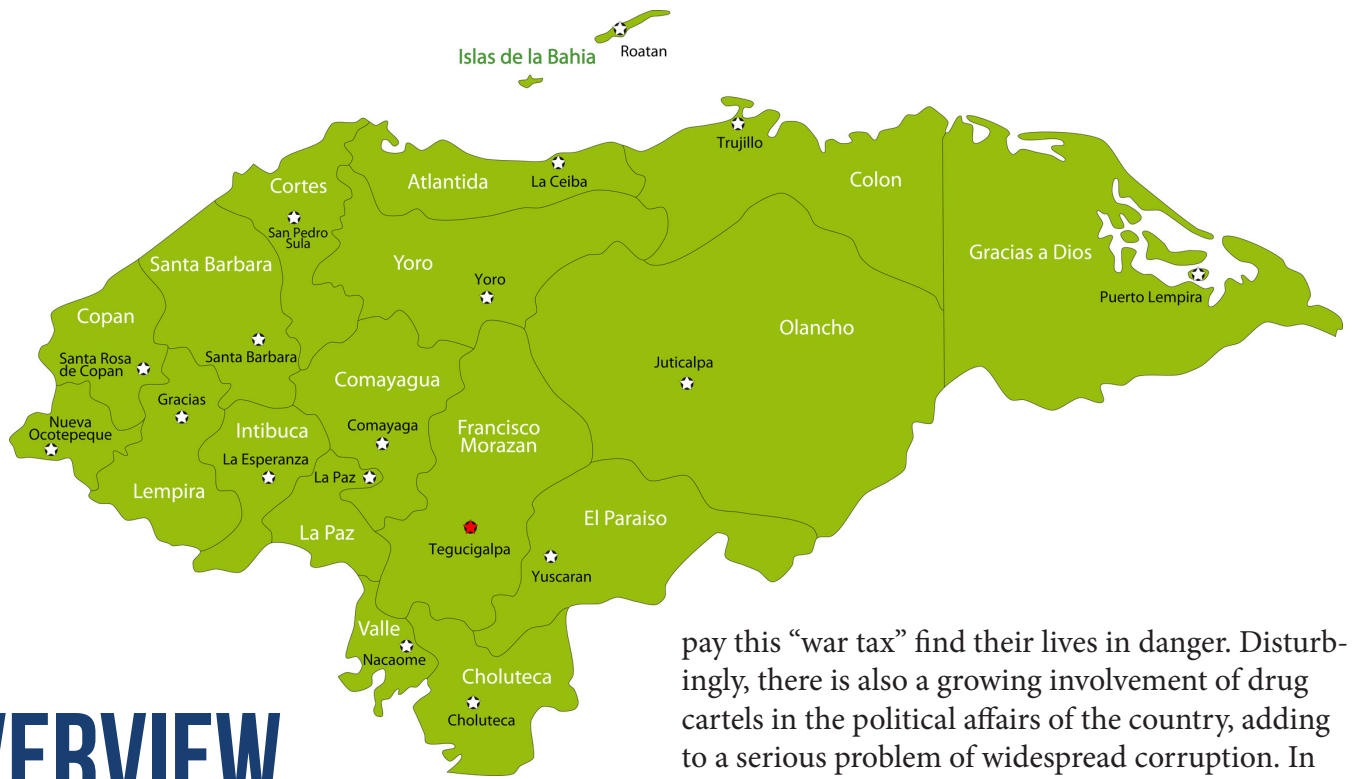 Roatan
Islas de la Bahia
Trujillo
Cortes
Atlantida
La Ceiba
Colon
San Pedro
Sula
Santa Barbara
Yoro
Yoro
Gracias a Dios
Puerto Lempira
Copan
Olancho
Santa Rosa
de Copan
Santa Barbara
Juticalpa
Comayagua
Gracias
Nueva
Ocotepeque
Intibuca
Comayaga
Francisco
Morazan
La Esperanza
La Paz
Lempira
La Paz
El Paraiso
Tegucigalpa
Yuscaran
Valle
Nacaome
Choluteca
Choluteca
VERVIEW
pay this “war tax” find their lives in danger. Disturb-
ingly, there is also a growing involvement of drug
cartels in the political affairs of the country, adding
to a serious problem of widespread corruption. In